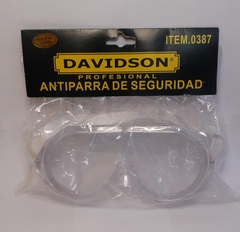 ITEM.0387
DAVIDSON
PROFESIONAL
ANTIPARRA DE SEGURIDAD